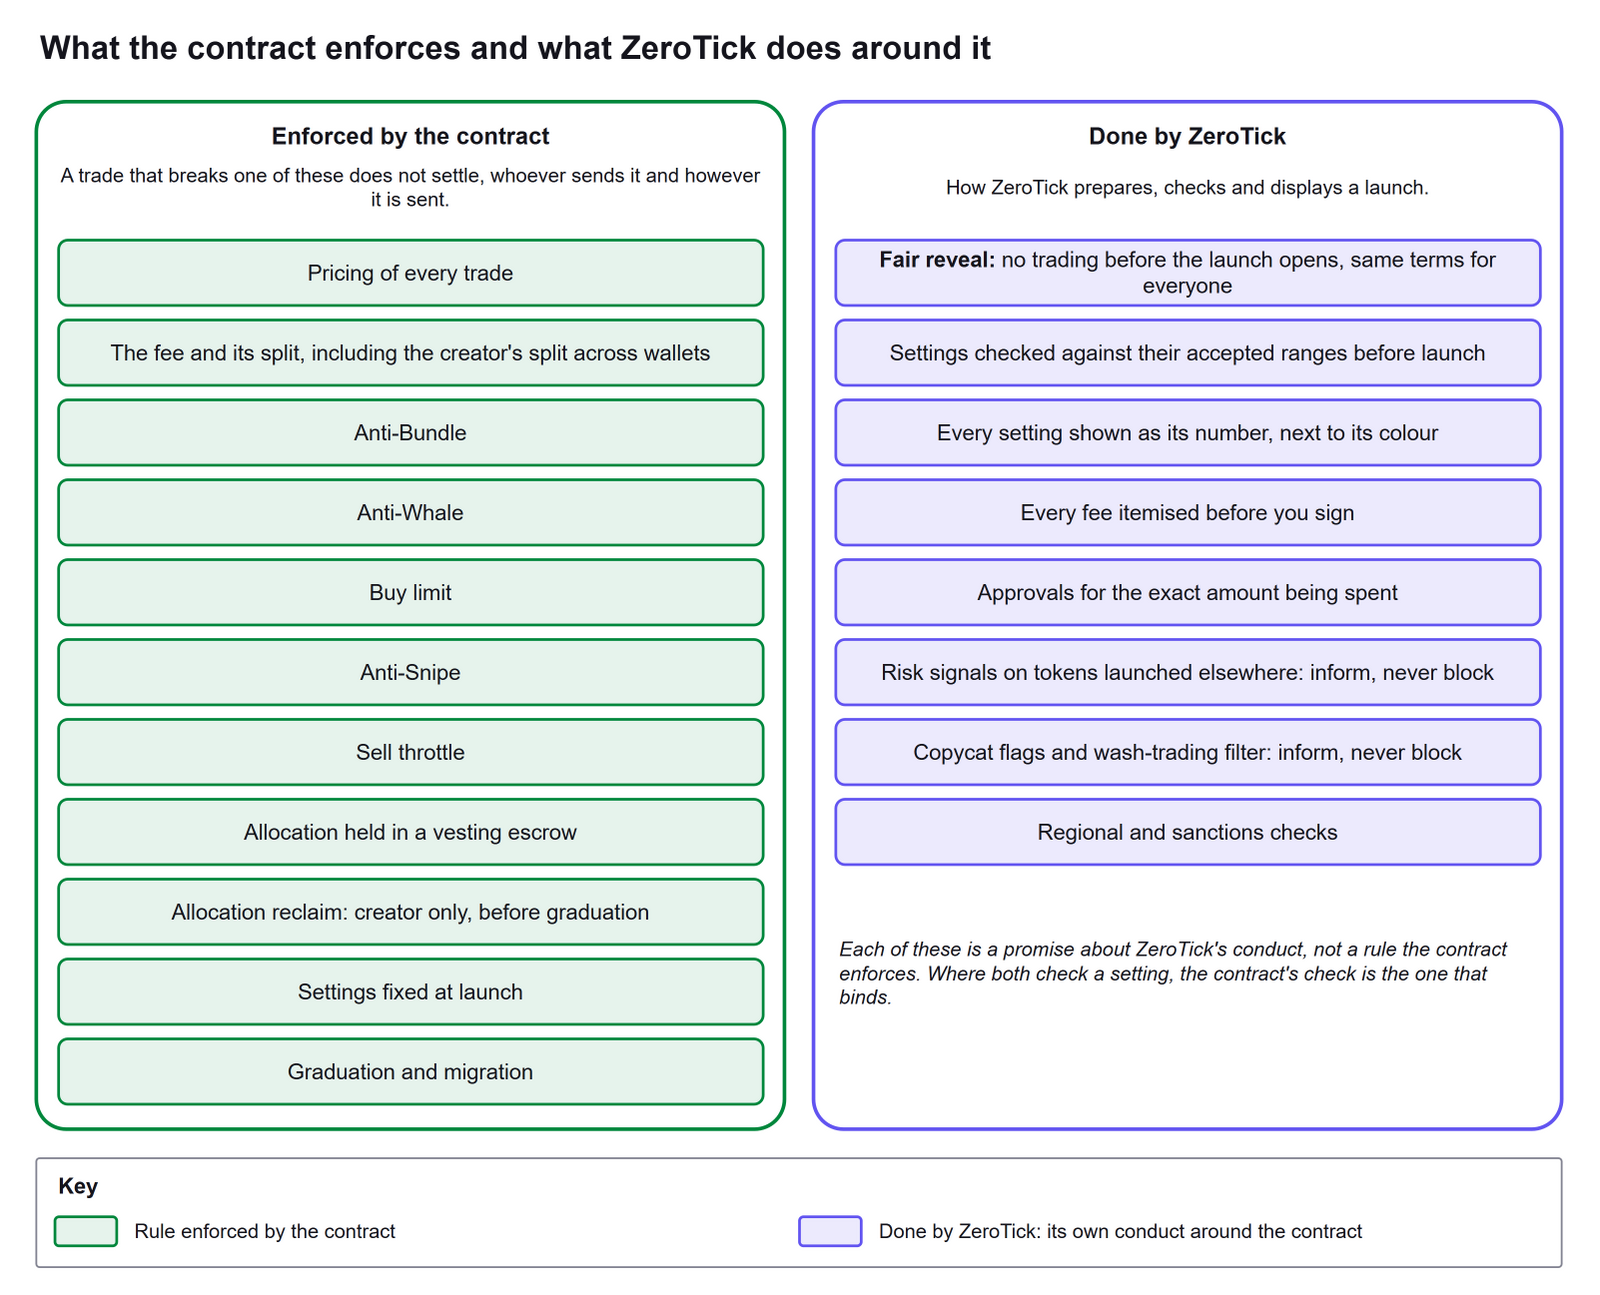 What the contract enforces and what ZeroTick does around it
Enforced by the contract
A trade that breaks one of these does not settle, whoever sends it and however
it is sent.
Pricing of every trade
The fee and its split, including the creator's split across wallets
Anti-Bundle
Anti-Whale
Buy limit
Anti-Snipe
Sell throttle
Allocation held in a vesting escrow
Allocation reclaim: creator only, before graduation
Settings fixed at launch
Graduation and migration
Done by ZeroTick
How ZeroTick prepares, checks and displays a launch.
Fair reveal: no trading before the launch opens, same terms for
everyone
Settings checked against their accepted ranges before launch
Every setting shown as its number, next to its colour
Every fee itemised before you sign
Approvals for the exact amount being spent
Risk signals on tokens launched elsewhere: inform, never block
Copycat flags and wash-trading filter: inform, never block
Regional and sanctions checks
Each of these is a promise about ZeroTick's conduct, not a rule the contract
enforces. Where both check a setting, the contract's check is the one that
binds.
Key
Rule enforced by the contract
Done by ZeroTick: its own conduct around the contract